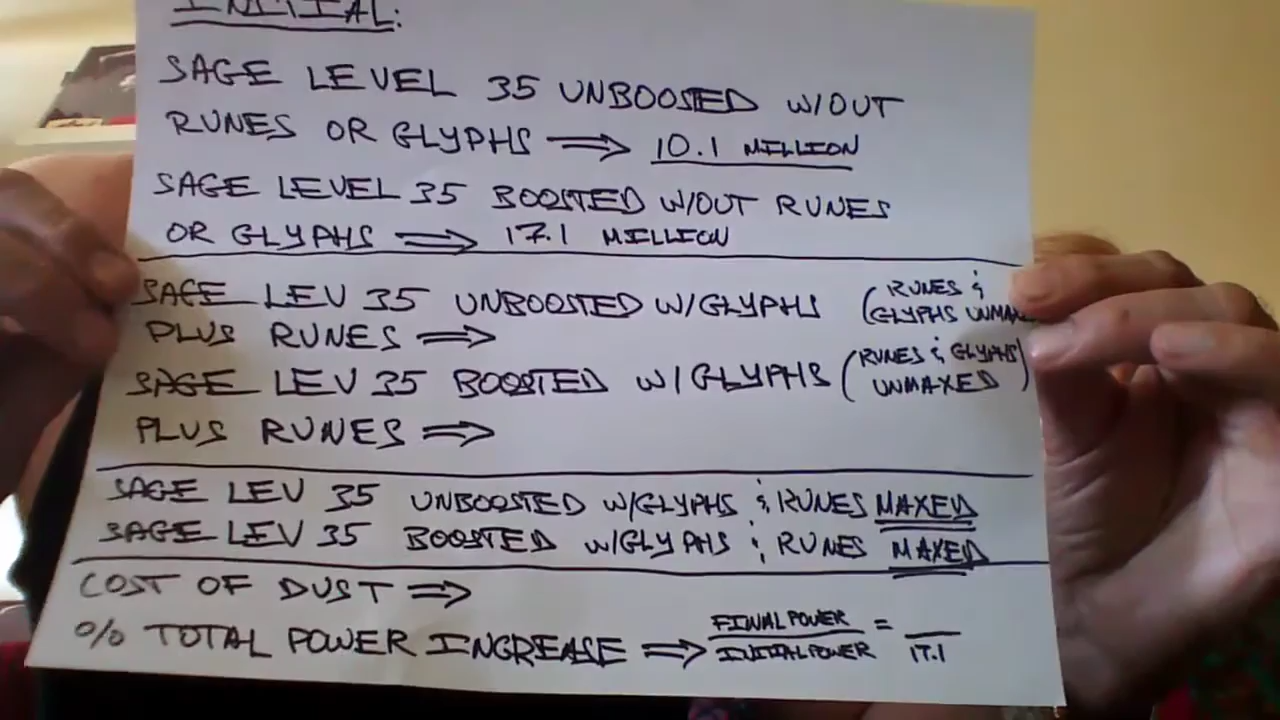 INITIAL:
SAGE LEVEL 35 UNBOOSTED W/OUT
RUNES OR GLYPHS ⟹ 10.1 MILLION
SAGE LEVEL 35 BOOSTED W/OUT RUNES
OR GLYPHS ⟹ 17.1 MILLION
SAGE LEV 35 UNBOOSTED W/GLYPHS (RUNES &
PLUS RUNES ⟹ GLYPHS
SAGE LEV 35 BOOSTED W/GLYPHS (RUNES & GLYPHS
UNMAXED)
PLUS RUNES ⟹
SAGE LEV 35 UNBOOSTED W/GLYPHS & RUNES MAXED
SAGE LEV 35 BOOSTED W/GLYPHS & RUNES MAXED
COST OF DUST ⟹
% TOTAL POWER INCREASE ⟹ FINAL POWER =
INITIAL POWER 17.1